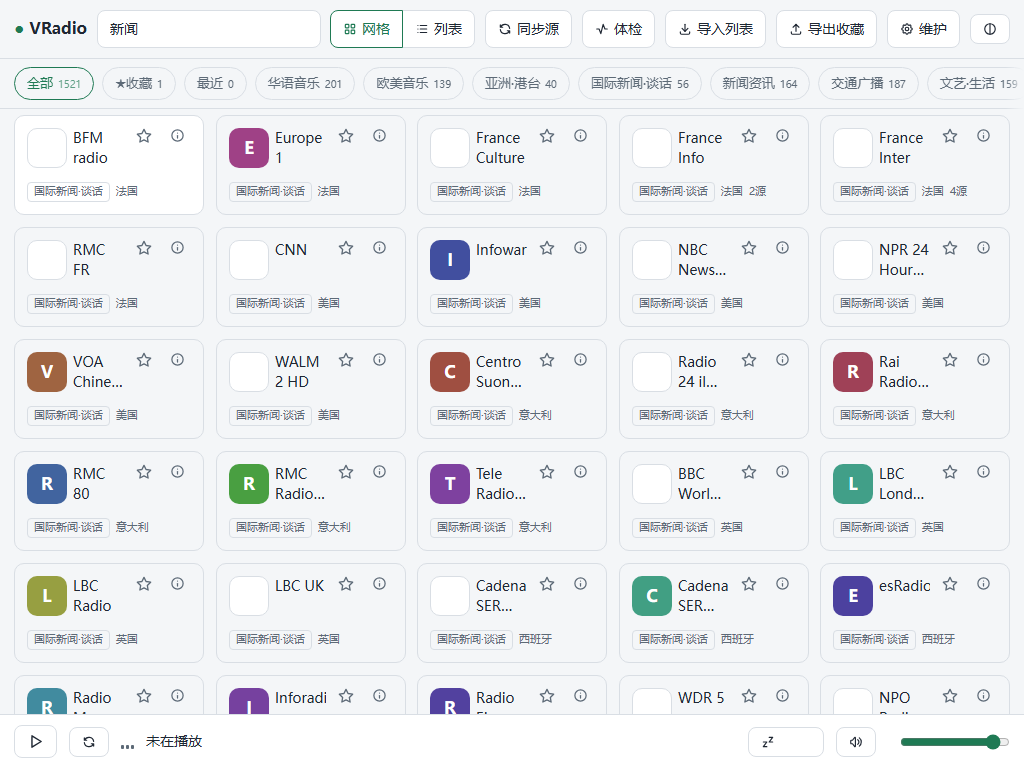 VRadio 新闻 网格 列表 同步源 体检 导入列表 导出收藏 维护
全部 1521 ★收藏 1 最近 0 华语音乐 201 欧美音乐 139 亚洲·港台 40 国际新闻·谈话 56 新闻资讯 164 交通广播 187 文艺·生活 159
BFM radio
国际新闻·谈话 法国
E Europe 1
国际新闻·谈话 法国
France Culture
国际新闻·谈话 法国
France Info
国际新闻·谈话 法国 2源
France Inter
国际新闻·谈话 法国 4源
RMC FR
国际新闻·谈话 法国
CNN
国际新闻·谈话 美国
I Infowar
国际新闻·谈话 美国
NBC News...
国际新闻·谈话 美国
NPR 24 Hour...
国际新闻·谈话 美国
V VOA Chine...
国际新闻·谈话 美国
WALM 2 HD
国际新闻·谈话 美国
C Centro Suon...
国际新闻·谈话 意大利
Radio 24 il...
国际新闻·谈话 意大利
R Rai Radio...
国际新闻·谈话 意大利
R RMC 80
国际新闻·谈话 意大利
R RMC Radio...
国际新闻·谈话 意大利
T Tele Radio...
国际新闻·谈话 意大利
BBC Worl...
国际新闻·谈话 英国
L LBC Lond...
国际新闻·谈话 英国
L LBC Radio
国际新闻·谈话 英国
LBC UK
国际新闻·谈话 英国
Cadena SER...
国际新闻·谈话 西班牙
C Cadena SER...
国际新闻·谈话 西班牙
E esRadio
国际新闻·谈话 西班牙
R Radio
I Inforadi
R Radio
WDR 5
NPO
... 未在播放 zZ